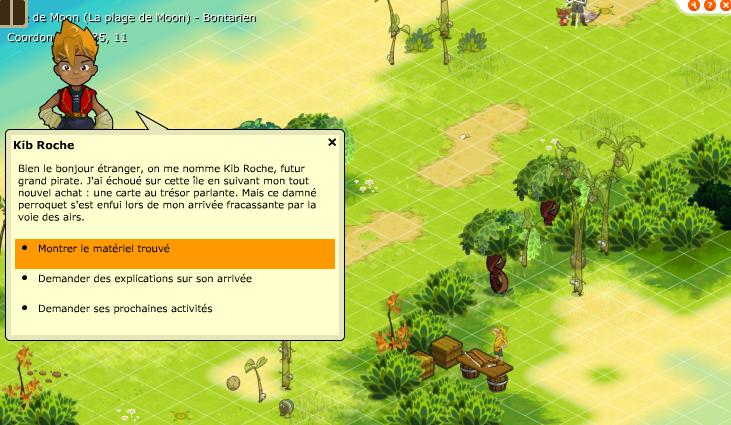 de Moon (La plage de Moon) - Bontarien
Coordon 5, 11
Kib Roche
Bien le bonjour étranger, on me nomme Kib Roche, futur
grand pirate. J'ai échoué sur cette île en suivant mon tout
nouvel achat : une carte au trésor parlante. Mais ce damné
perroquet s'est enfui lors de mon arrivée fracassante par la
voie des airs.
Montrer le matériel trouvé
Demander des explications sur son arrivée
Demander ses prochaines activités